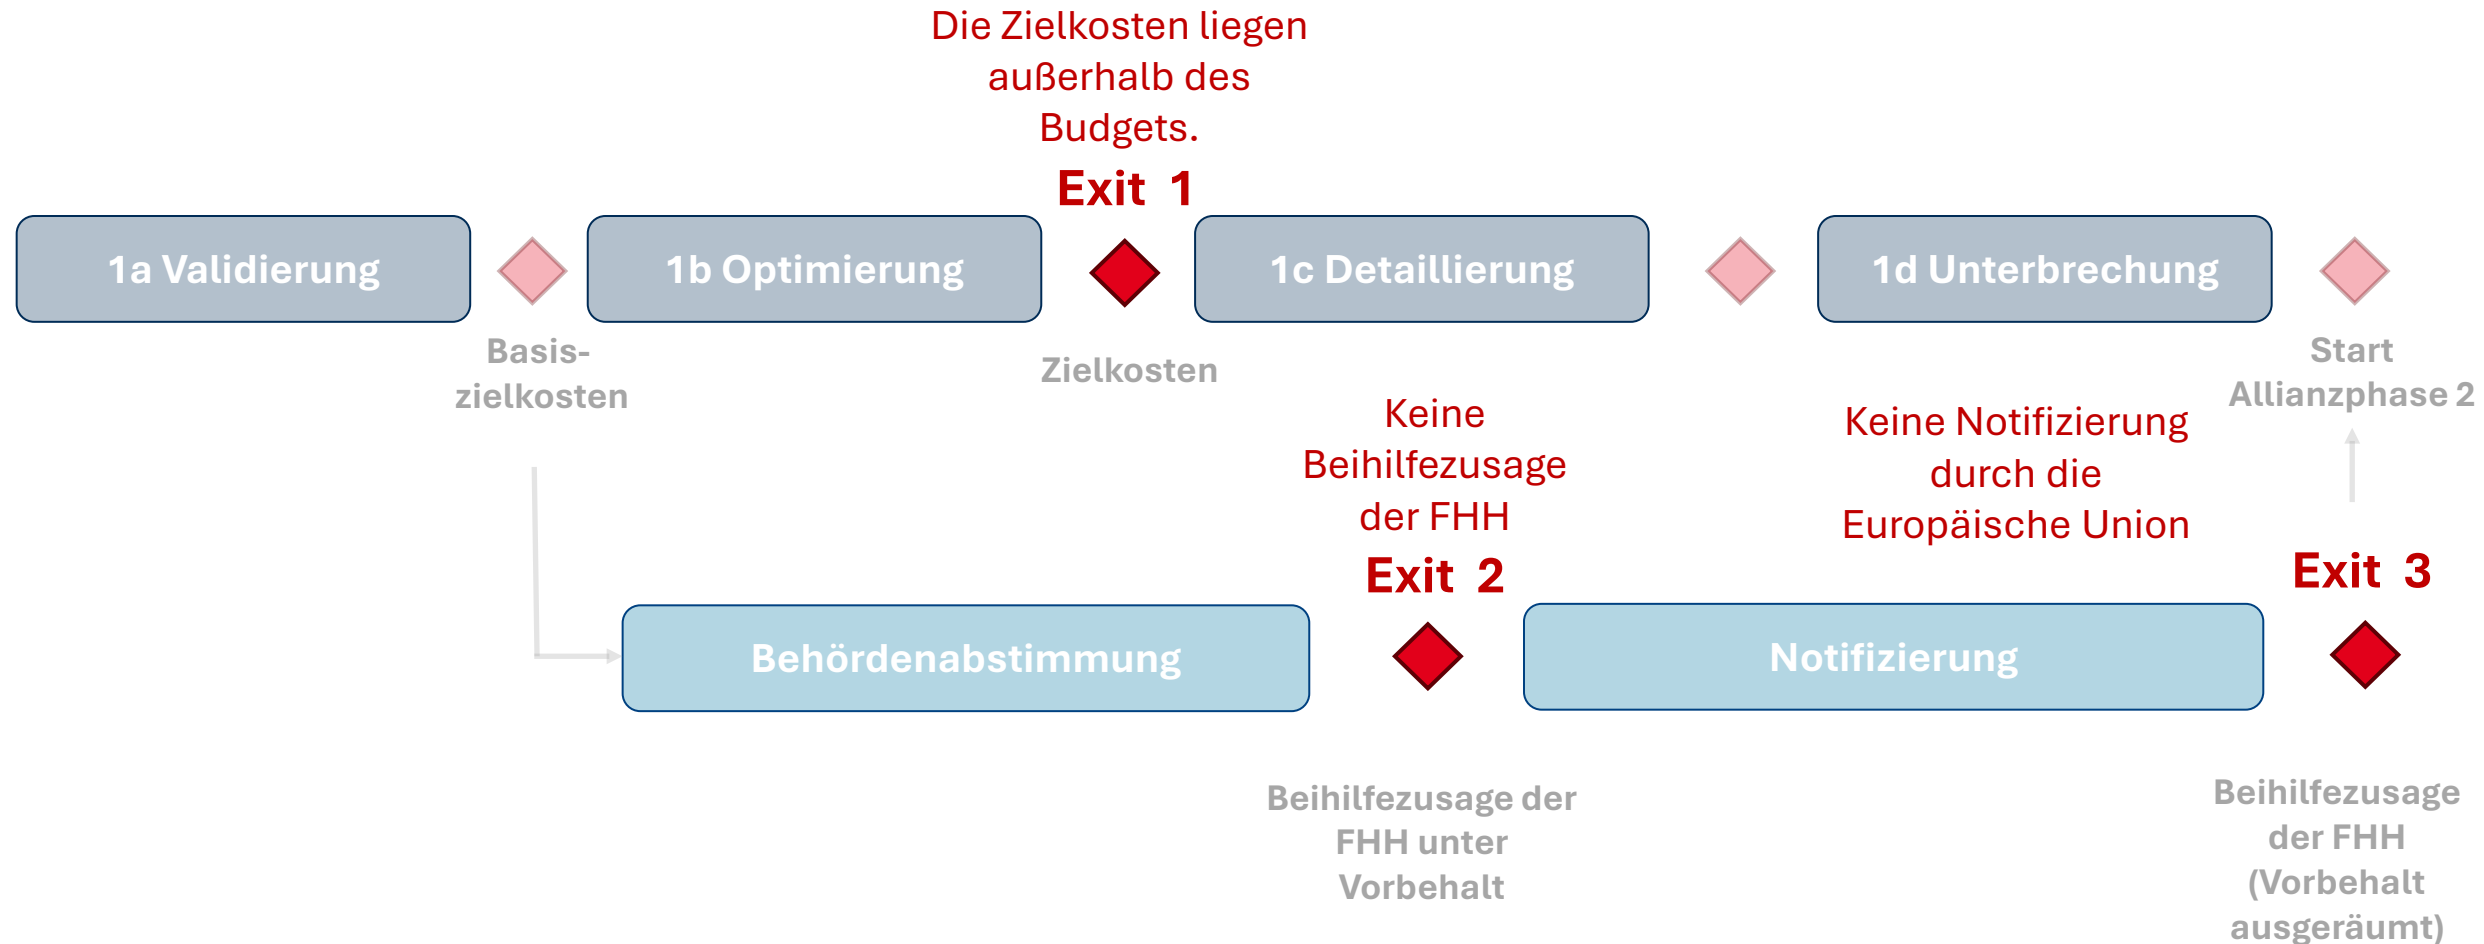 Die Zielkosten liegen
außerhalb des
Budgets.
Exit 1
1a Validierung
1b Optimierung
1c Detaillierung
1d Unterbrechung
Basis-
zielkosten
Zielkosten
Start
Allianzphase 2
Keine
Beihilfezusage
der FHH
Exit 2
Keine Notifizierung
durch die
Europäische Union
Exit 3
Behördenabstimmung
Notifizierung
Beihilfezusage der
FHH unter
Vorbehalt
Beihilfezusage
der FHH
(Vorbehalt
ausgeräumt)